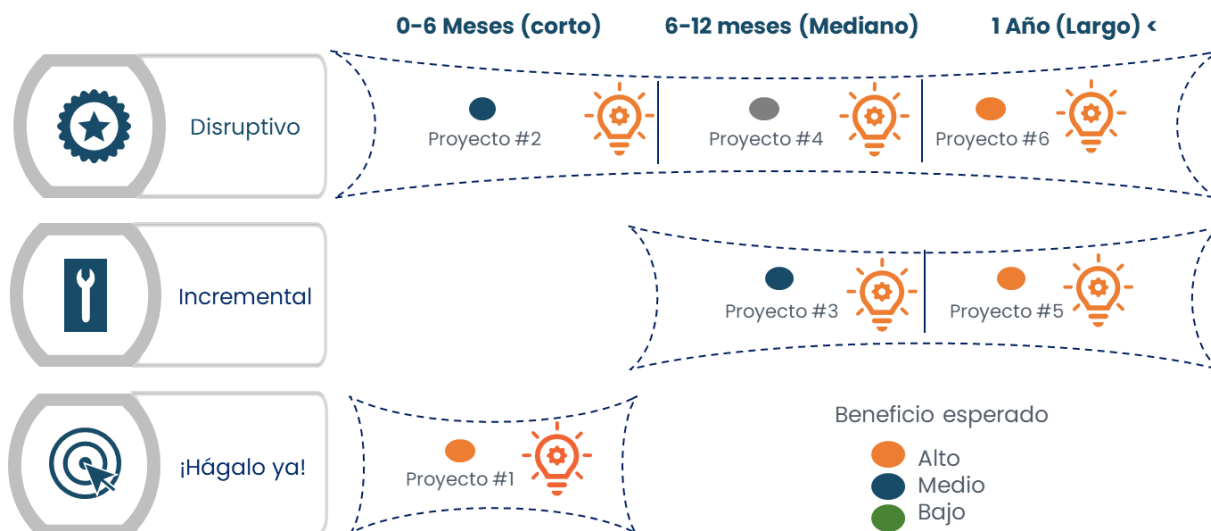 0-6 Meses (corto) 6-12 meses (Mediano) 1 Año (Largo) <
Disruptivo
Proyecto #2 Proyecto #4 Proyecto #6
Incremental
Proyecto #3 Proyecto #5
¡Hágalo ya!
Proyecto #1
Beneficio esperado
Alto
Medio
Bajo